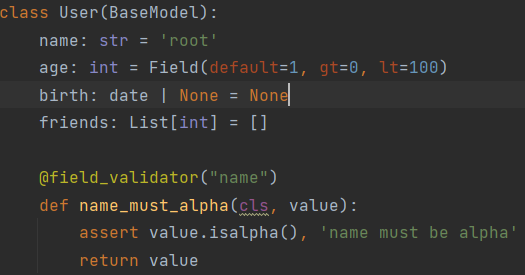 class User(BaseModel):
    name: str = 'root'
    age: int = Field(default=1, gt=0, lt=100)
    birth: date | None = None
    friends: List[int] = []

    @field_validator("name")
    def name_must_alpha(cls, value):
        assert value.isalpha(), 'name must be alpha'
        return value